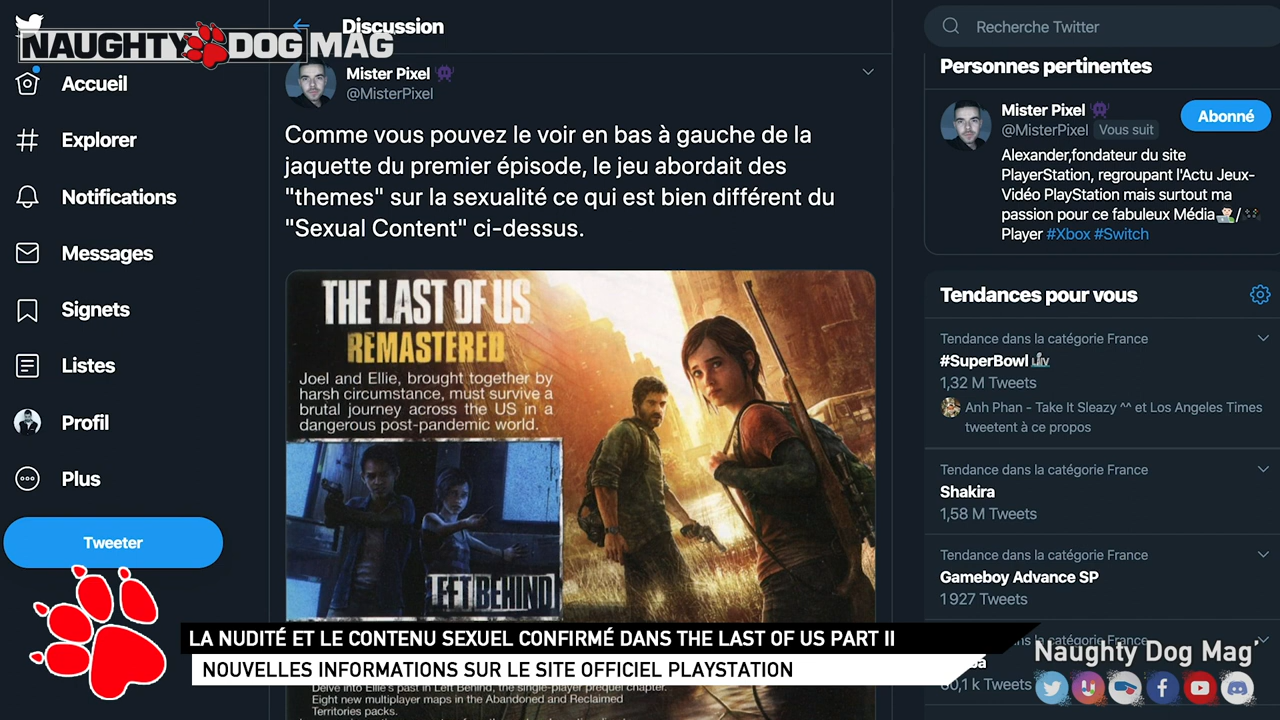 NAUGHTY DOG MAG
Discussion
Accueil
Explorer
Notifications
Messages
Signets
Listes
Profil
Plus
Tweeter
Mister Pixel
@MisterPixel
Comme vous pouvez le voir en bas à gauche de la
jaquette du premier épisode, le jeu abordait des
"themes" sur la sexualité ce qui est bien différent du
"Sexual Content" ci-dessus.
THE LAST OF US
REMASTERED
Joel and Ellie, brought together by
harsh circumstance, must survive a
brutal journey across the US in a
dangerous post-pandemic world.
LEFT BEHIND
Delve into Ellie's past in Left Behind, the single-player prequel chapter.
Eight new multiplayer maps in the Abandoned and Reclaimed
Territories packs.
Recherche Twitter
Personnes pertinentes
Mister Pixel
@MisterPixel Vous suit
Abonné
Alexander,fondateur du site
PlayerStation, regroupant l'Actu Jeux-
Vidéo PlayStation mais surtout ma
passion pour ce fabuleux Média /
Player #Xbox #Switch
Tendances pour vous
Tendance dans la catégorie France
#SuperBowl
1,32 M Tweets
Anh Phan - Take It Sleazy ^^ et Los Angeles Times
tweetent à ce propos
Tendance dans la catégorie France
Shakira
1,58 M Tweets
Tendance dans la catégorie France
Gameboy Advance SP
1 927 Tweets
Tendance dans la catégorie France
Tweets
LA NUDITÉ ET LE CONTENU SEXUEL CONFIRMÉ DANS THE LAST OF US PART II
NOUVELLES INFORMATIONS SUR LE SITE OFFICIEL PLAYSTATION
Naughty Dog Mag'